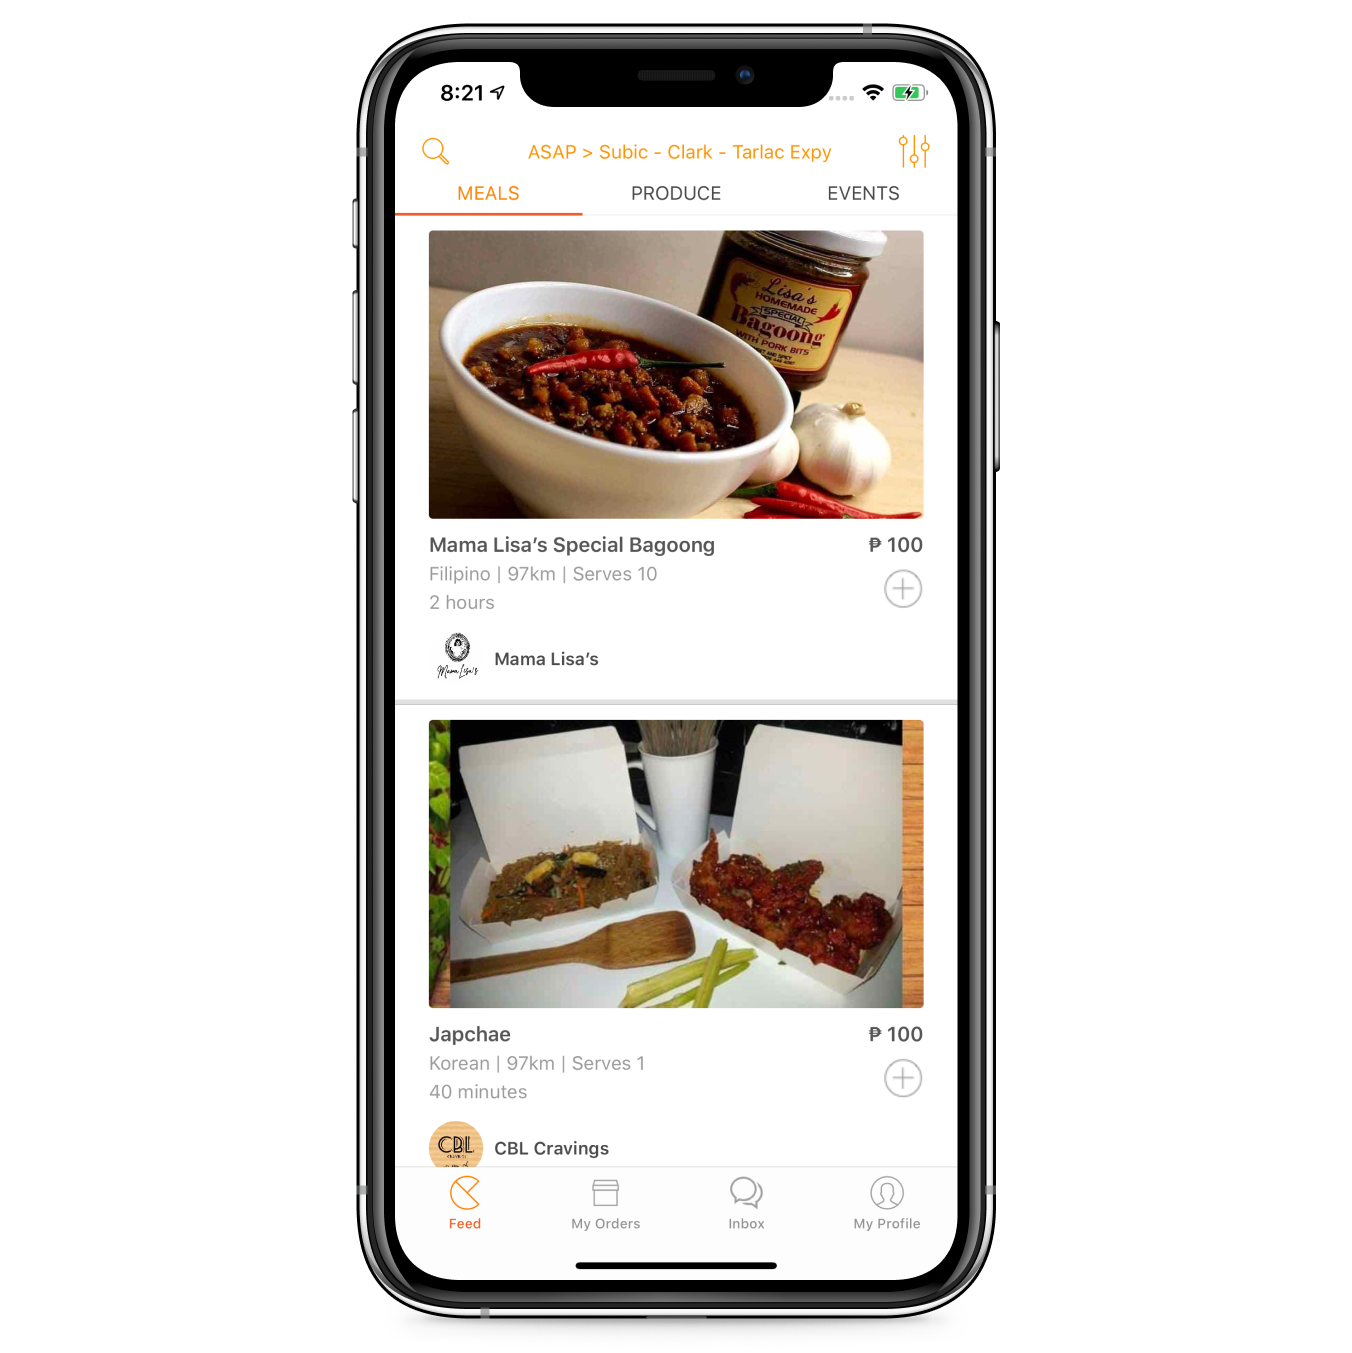 8:21
ASAP > Subic - Clark - Tarlac Expy
MEALS PRODUCE EVENTS
Lisa's
HOMEMADE
SPECIAL
Bagoong
WITH PORK BITS
AND SPICY
Mama Lisa's Special Bagoong ₱ 100
Filipino | 97km | Serves 10
2 hours
Mama Lisa's
Mama Lisa's
Japchae ₱ 100
Korean | 97km | Serves 1
40 minutes
CBL
CBL Cravings
Feed My Orders Inbox My Profile